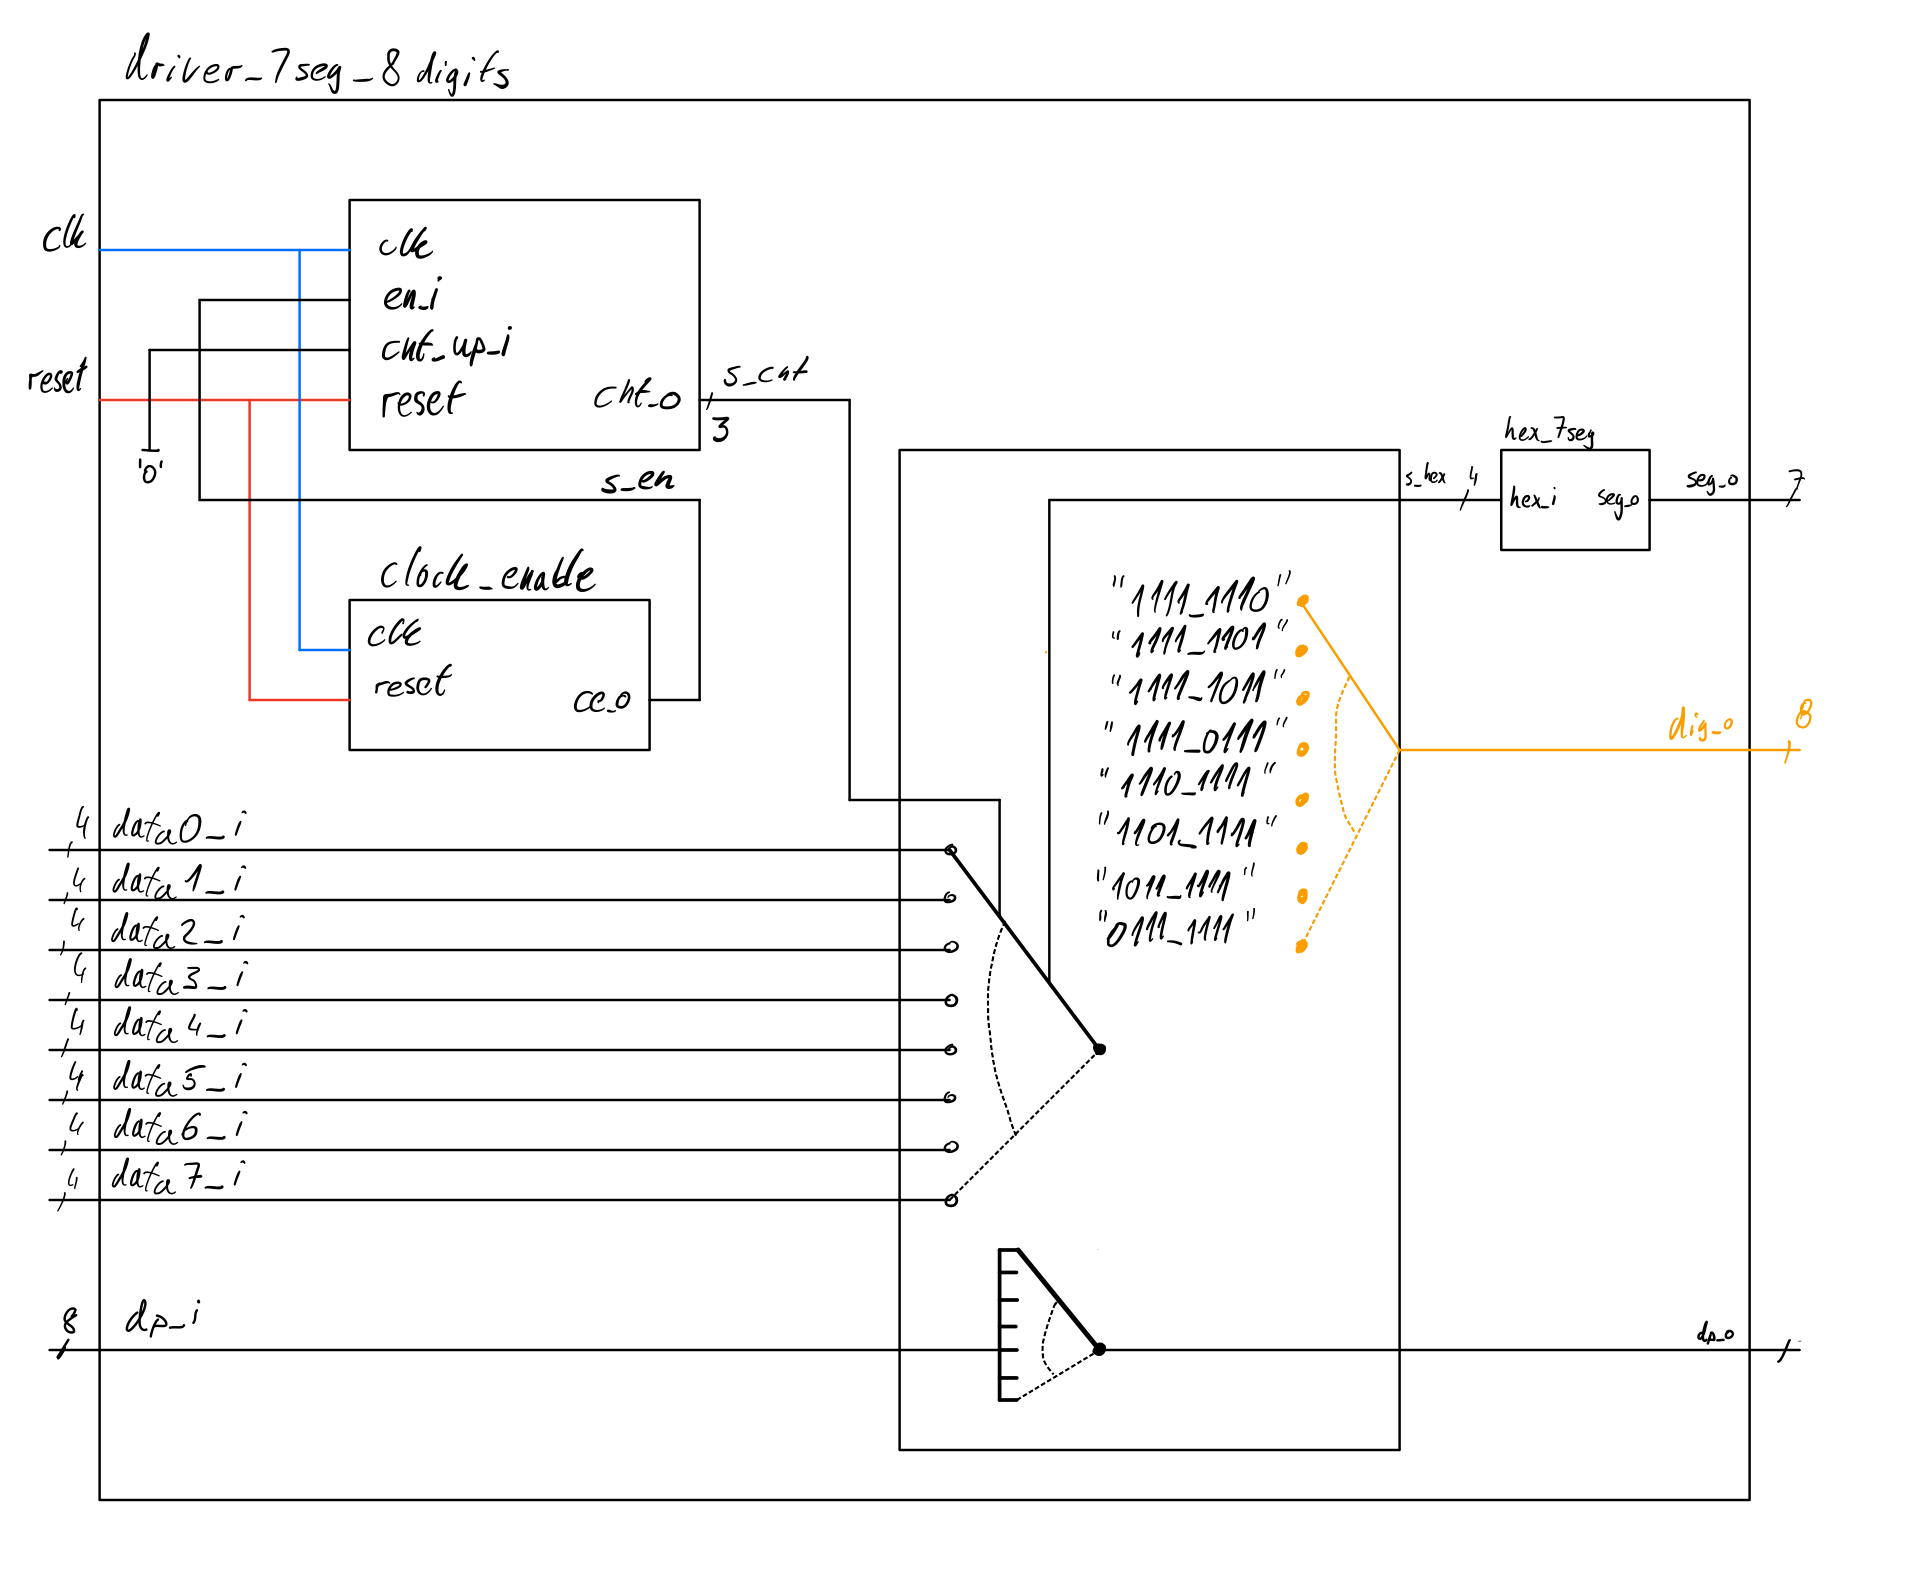 driver_7seg_8digits
clk
clk
en_i
cnt_up_i
reset
reset
cnt_o
s_cnt
3
'0'
s_en
clock_enable
clk
reset
ce_o
hex_7seg
s_hex
4
hex_i
seg_o
seg_o
7
"1111_1110"
"1111_1101"
"1111_1011"
"1111_0111"
"1110_1111"
"1101_1111"
"1011_1111"
"0111_1111"
dig_o
8
4 data0_i
4 data1_i
4 data2_i
4 data3_i
4 data4_i
4 data5_i
4 data6_i
4 data7_i
8 dp_i
dp_o